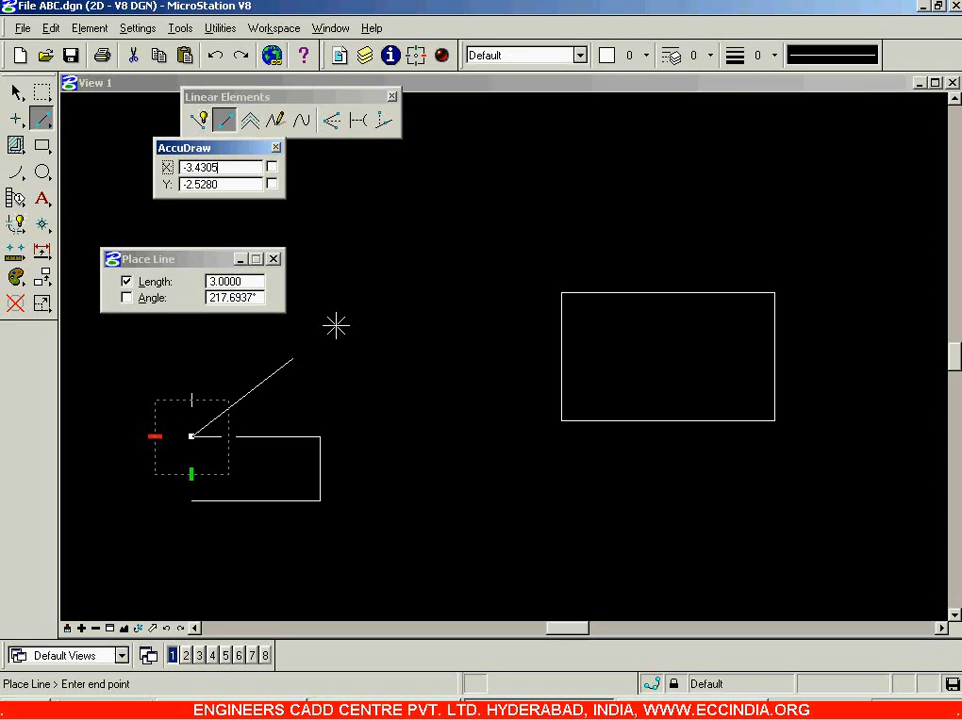 File ABC.dgn (2D - V8 DGN) - MicroStation V8
File Edit Element Settings Tools Utilities Workspace Window Help
Default 0 0 0
View 1
Linear Elements
AccuDraw
X: -3.4305
Y: -2.5280
Place Line
Length: 3.0000
Angle: 217.6937°
Default Views 1 2 3 4 5 6 7 8
Place Line > Enter end point Default
ENGINEERS CADD CENTRE PVT. LTD. HYDERABAD, INDIA, WWW.ECCINDIA.ORG